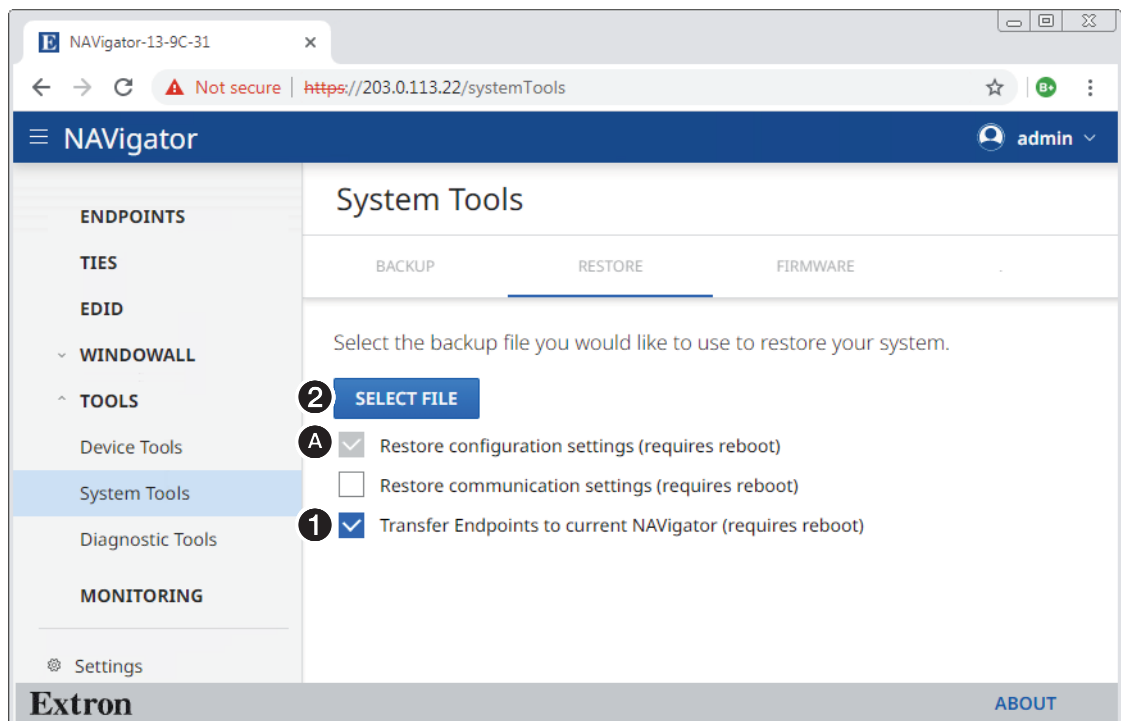 NAVigator-13-9C-31
Not secure https://203.0.113.22/systemTools
B+
NAVigator
admin
ENDPOINTS
TIES
EDID
WINDOWALL
TOOLS
Device Tools
System Tools
Diagnostic Tools
MONITORING
Settings
System Tools
BACKUP RESTORE FIRMWARE .
Select the backup file you would like to use to restore your system.
2 SELECT FILE
A Restore configuration settings (requires reboot)
Restore communication settings (requires reboot)
1 Transfer Endpoints to current NAVigator (requires reboot)
Extron ABOUT